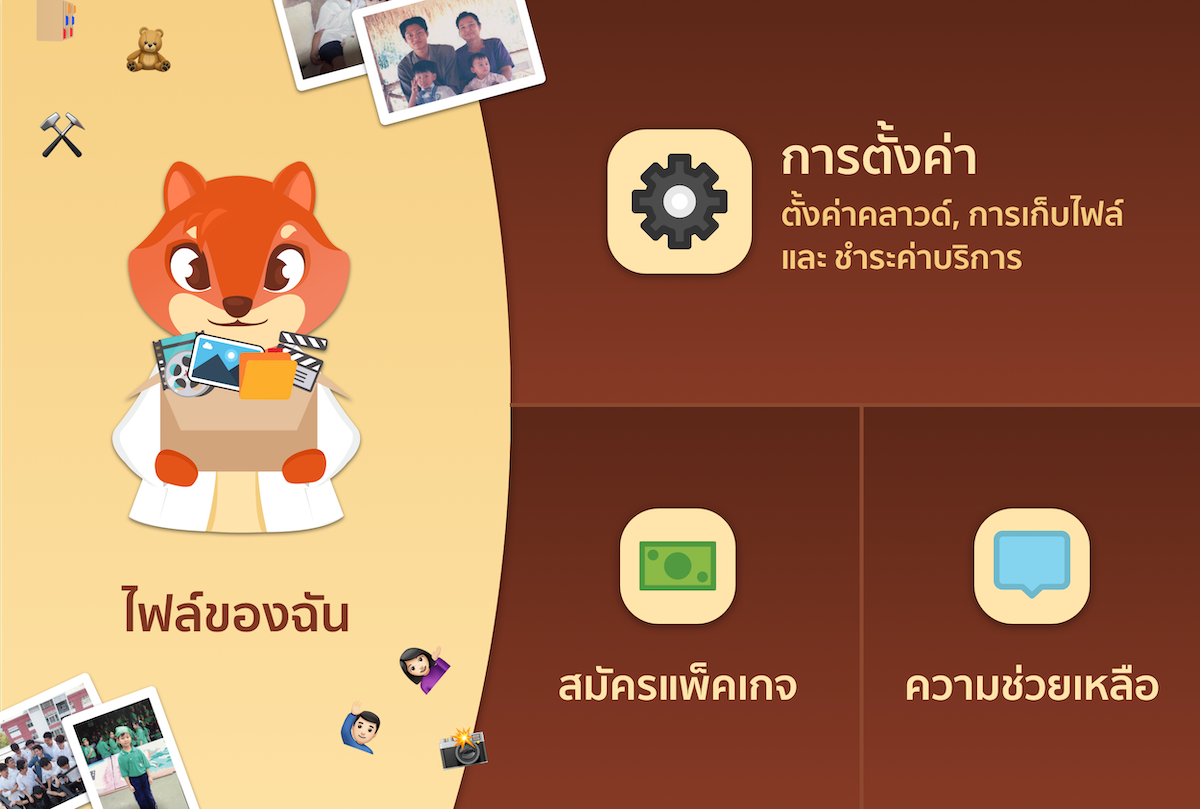 การตั้งค่า
ตั้งค่าคลาวด์, การเก็บไฟล์
และ ชำระค่าบริการ
ไฟล์ของฉัน
สมัครแพ็คเกจ
ความช่วยเหลือ